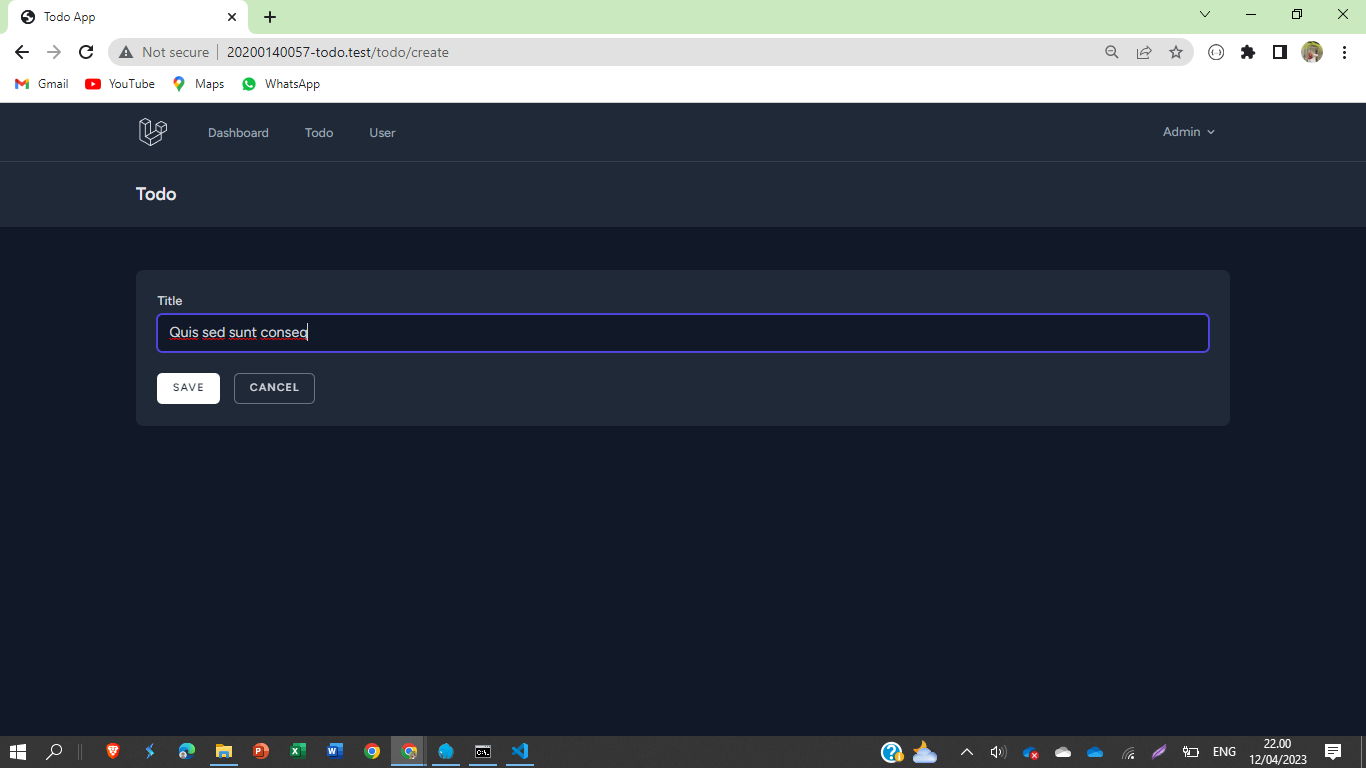 Todo App
Not secure 20200140057-todo.test/todo/create
Gmail YouTube Maps WhatsApp
Dashboard Todo User Admin
Todo
Title
Quis sed sunt conseq
SAVE CANCEL
ENG 22.00
12/04/2023